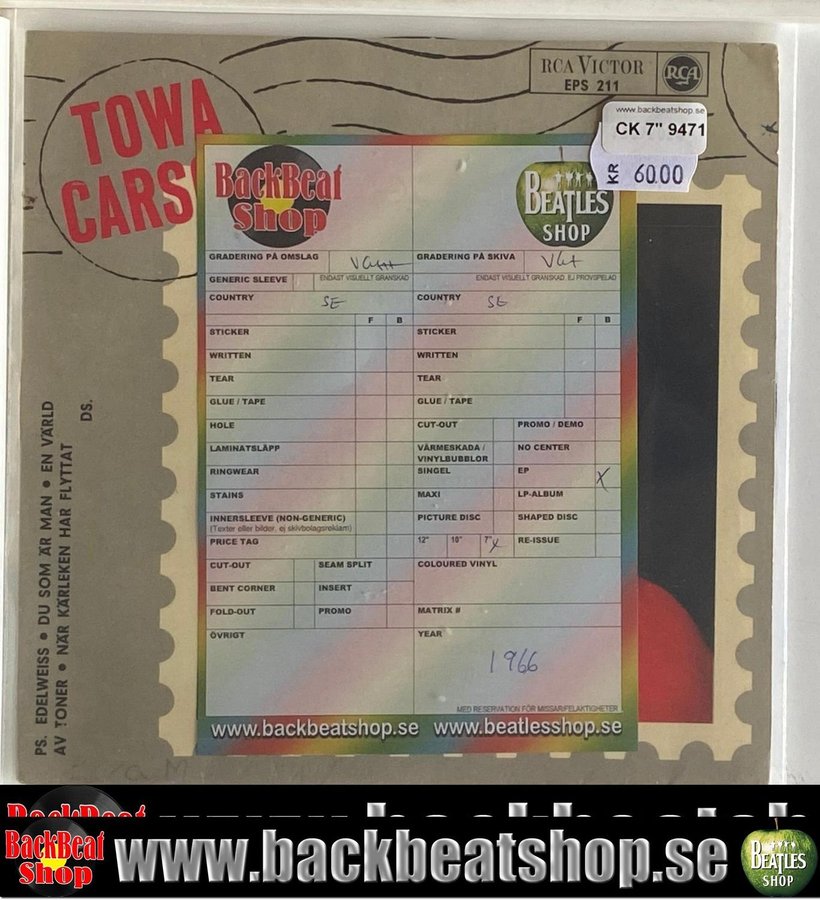 TOWA
CARS
RCA VICTOR
EPS 211
RCA
www.backbeatshop.se
CK 7" 9471
KR 60.00
BackBeat
Shop
BEATLES
SHOP
GRADERING PÅ OMSLAG VG++
GRADERING PÅ SKIVA VG+
GENERIC SLEEVE
ENDAST VISUELLT GRANSKAD
ENDAST VISUELLT GRANSKAD, EJ PROVSPELAD
COUNTRY SE
COUNTRY SE
F B
F B
STICKER
STICKER
WRITTEN
WRITTEN
TEAR
TEAR
GLUE / TAPE
GLUE / TAPE
HOLE
CUT-OUT
PROMO / DEMO
LAMINATSLÄPP
VÄRMESKADA /
VINYLBUBBLOR
NO CENTER
RINGWEAR
SINGEL
EP X
STAINS
MAXI
LP-ALBUM
INNERSLEEVE (NON-GENERIC)
(Texter eller bilder, ej skivbolagsreklam)
PICTURE DISC
SHAPED DISC
PRICE TAG
12" 10" 7" X
RE-ISSUE
CUT-OUT
SEAM SPLIT
COLOURED VINYL
BENT CORNER
INSERT
FOLD-OUT
PROMO
MATRIX #
ÖVRIGT
YEAR
1966
MED RESERVATION FÖR MISSAR/FELAKTIGHETER
www.backbeatshop.se www.beatlesshop.se
PS. EDELWEISS • DU SOM ÄR MAN • EN VÄRLD
AV TONER • NÄR KÄRLEKEN HAR FLYTTAT
DS.
BackBeat
Shop
www.backbeatshop.se
BEATLES
SHOP